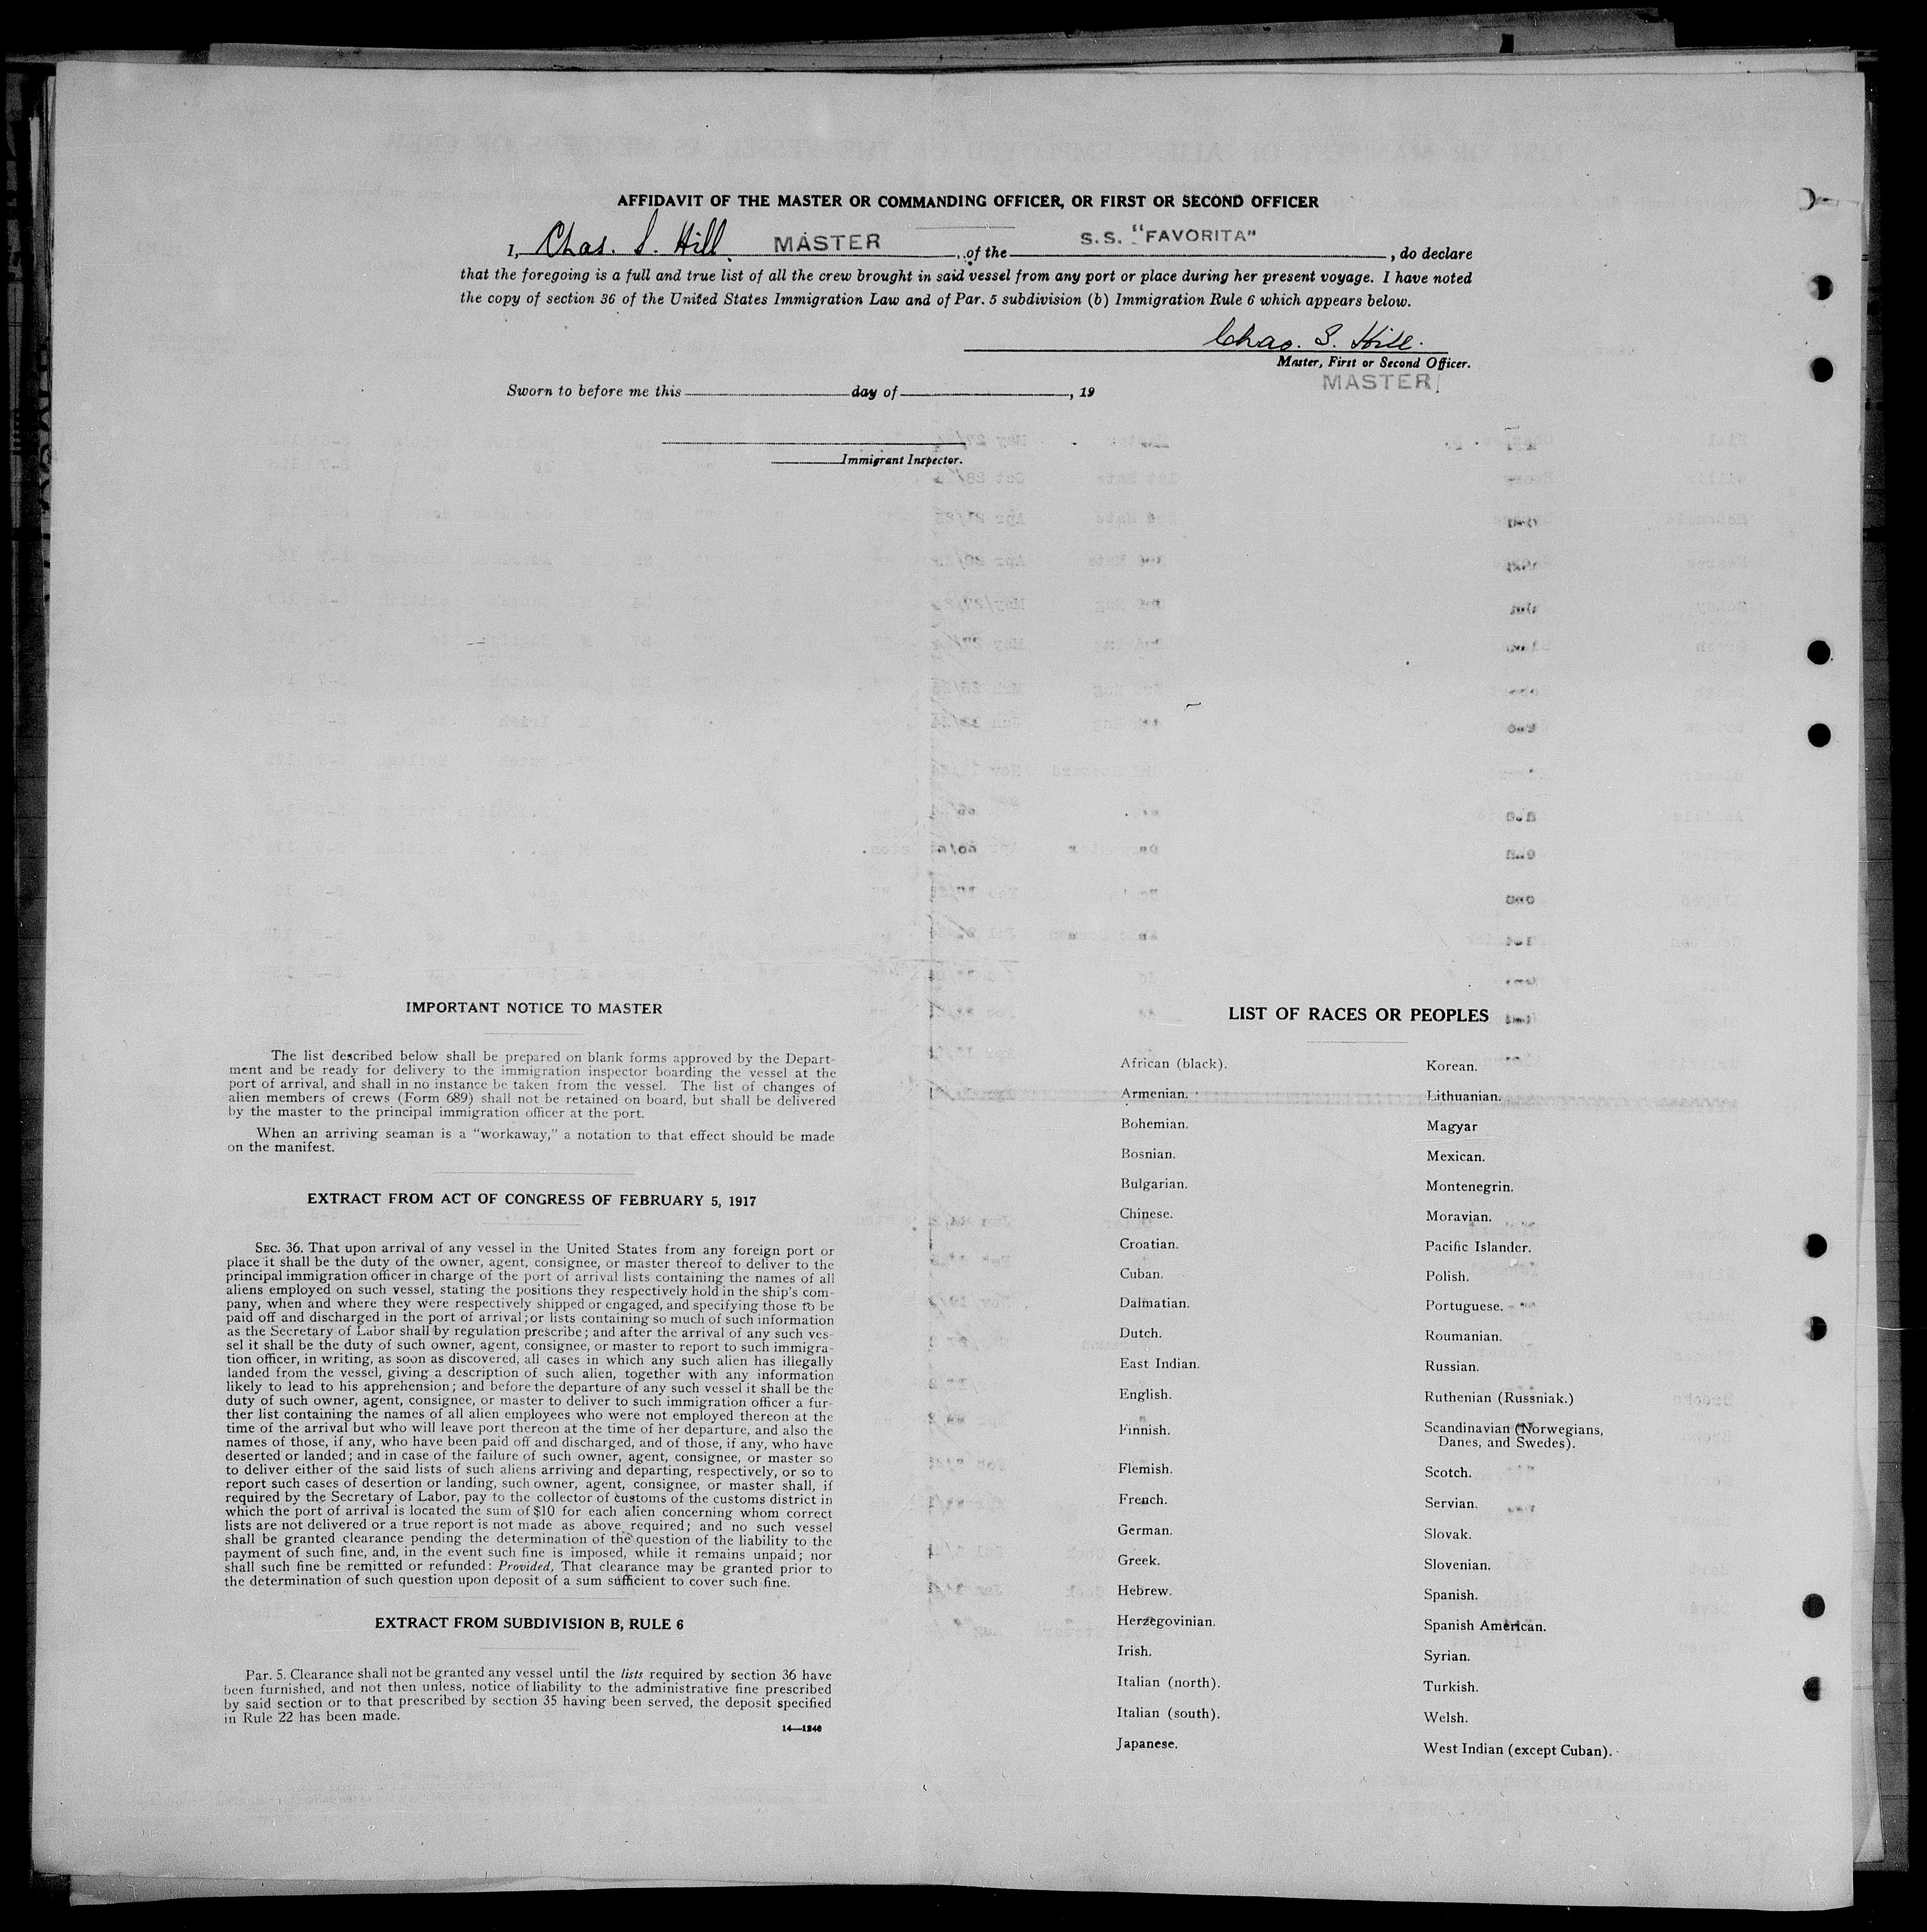 AFFIDAVIT OF THE MASTER OR COMMANDING OFFICER, OR FIRST OR SECOND OFFICER
I, Chas. S. Hill. MASTER, of the S.S. "FAVORITA", do declare
that the foregoing is a full and true list of all the crew brought in said vessel from any port or place during her present voyage. I have noted
the copy of section 36 of the United States Immigration Law and of Par. 5 subdivision (b) Immigration Rule 6 which appears below.
Chas. S. Hill.
Master, First or Second Officer.
MASTER
Sworn to before me this day of , 19
Immigrant Inspector.
IMPORTANT NOTICE TO MASTER
The list described below shall be prepared on blank forms approved by the Depart-
ment and be ready for delivery to the immigration inspector boarding the vessel at the
port of arrival, and shall in no instance be taken from the vessel. The list of changes of
alien members of crews (Form 689) shall not be retained on board, but shall be delivered
by the master to the principal immigration officer at the port.
When an arriving seaman is a "workaway," a notation to that effect should be made
on the manifest.
EXTRACT FROM ACT OF CONGRESS OF FEBRUARY 5, 1917
SEC. 36. That upon arrival of any vessel in the United States from any foreign port or
place it shall be the duty of the owner, agent, consignee, or master thereof to deliver to the
principal immigration officer in charge of the port of arrival lists containing the names of all
aliens employed on such vessel, stating the positions they respectively hold in the ship's com-
pany, when and where they were respectively shipped or engaged, and specifying those to be
paid off and discharged in the port of arrival; or lists containing so much of such information
as the Secretary of Labor shall by regulation prescribe; and after the arrival of any such ves-
sel it shall be the duty of such owner, agent, consignee, or master to report to such immigra-
tion officer, in writing, as soon as discovered, all cases in which any such alien has illegally
landed from the vessel, giving a description of such alien, together with any information
likely to lead to his apprehension; and before the departure of any such vessel it shall be the
duty of such owner, agent, consignee, or master to deliver to such immigration officer a fur-
ther list containing the names of all alien employees who were not employed thereon at the
time of the arrival but who will leave port thereon at the time of her departure, and also the
names of those, if any, who have been paid off and discharged, and of those, if any, who have
deserted or landed; and in case of the failure of such owner, agent, consignee, or master so
to deliver either of the said lists of such aliens arriving and departing, respectively, or so to
report such cases of desertion or landing, such owner, agent, consignee, or master shall, if
required by the Secretary of Labor, pay to the collector of customs of the customs district in
which the port of arrival is located the sum of $10 for each alien concerning whom correct
lists are not delivered or a true report is not made as above required; and no such vessel
shall be granted clearance pending the determination of the question of the liability to the
payment of such fine, and, in the event such fine is imposed, while it remains unpaid; nor
shall such fine be remitted or refunded: Provided, That clearance may be granted prior to
the determination of such question upon deposit of a sum sufficient to cover such fine.
EXTRACT FROM SUBDIVISION B, RULE 6
Par. 5. Clearance shall not be granted any vessel until the lists required by section 36 have
been furnished, and not then unless, notice of liability to the administrative fine prescribed
by said section or to that prescribed by section 35 having been served, the deposit specified
in Rule 22 has been made.
14—1240
LIST OF RACES OR PEOPLES
African (black).
Armenian.
Bohemian.
Bosnian.
Bulgarian.
Chinese.
Croatian.
Cuban.
Dalmatian.
Dutch.
East Indian.
English.
Finnish.
Flemish.
French.
German.
Greek.
Hebrew.
Herzegovinian.
Irish.
Italian (north).
Italian (south).
Japanese.
Korean.
Lithuanian.
Magyar
Mexican.
Montenegrin.
Moravian.
Pacific Islander.
Polish.
Portuguese.
Roumanian.
Russian.
Ruthenian (Russniak.)
Scandinavian (Norwegians,
Danes, and Swedes).
Scotch.
Servian.
Slovak.
Slovenian.
Spanish.
Spanish American.
Syrian.
Turkish.
Welsh.
West Indian (except Cuban).